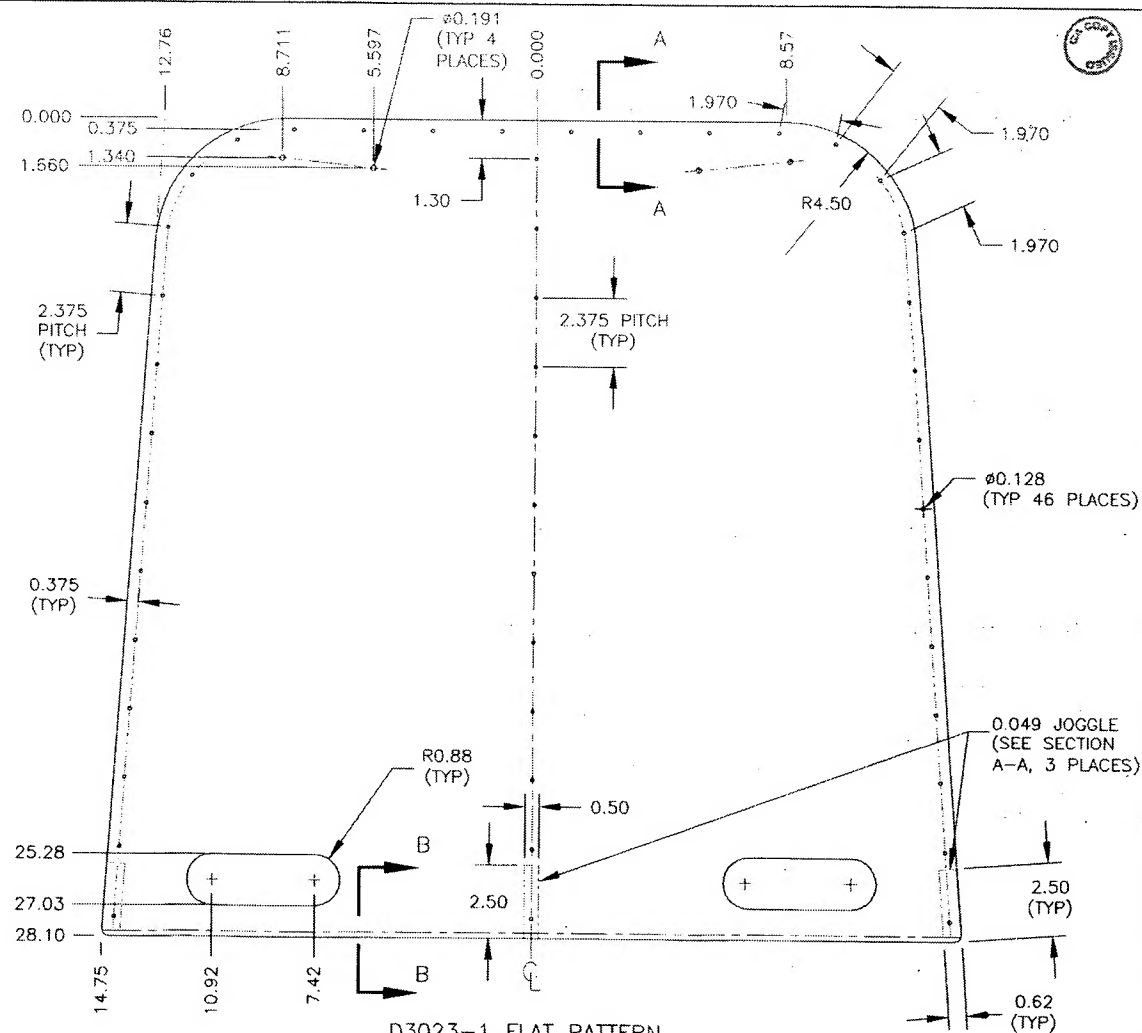 12.76
8.711
5.597
ø0.191
(TYP 4
PLACES)
0.000
A
8.57
0.000
0.375
1.340
1.660
1.970
1.970
1.30
A
R4.50
1.970
2.375
PITCH
(TYP)
2.375 PITCH
(TYP)
ø0.128
(TYP 46 PLACES)
0.375
(TYP)
R0.88
(TYP)
0.50
0.049 JOGGLE
(SEE SECTION
A-A, 3 PLACES)
25.28
27.03
28.10
B
2.50
2.50
(TYP)
14.75
10.92
7.42
B
CL
0.62
(TYP)
D3023-1 FLAT PATTERN